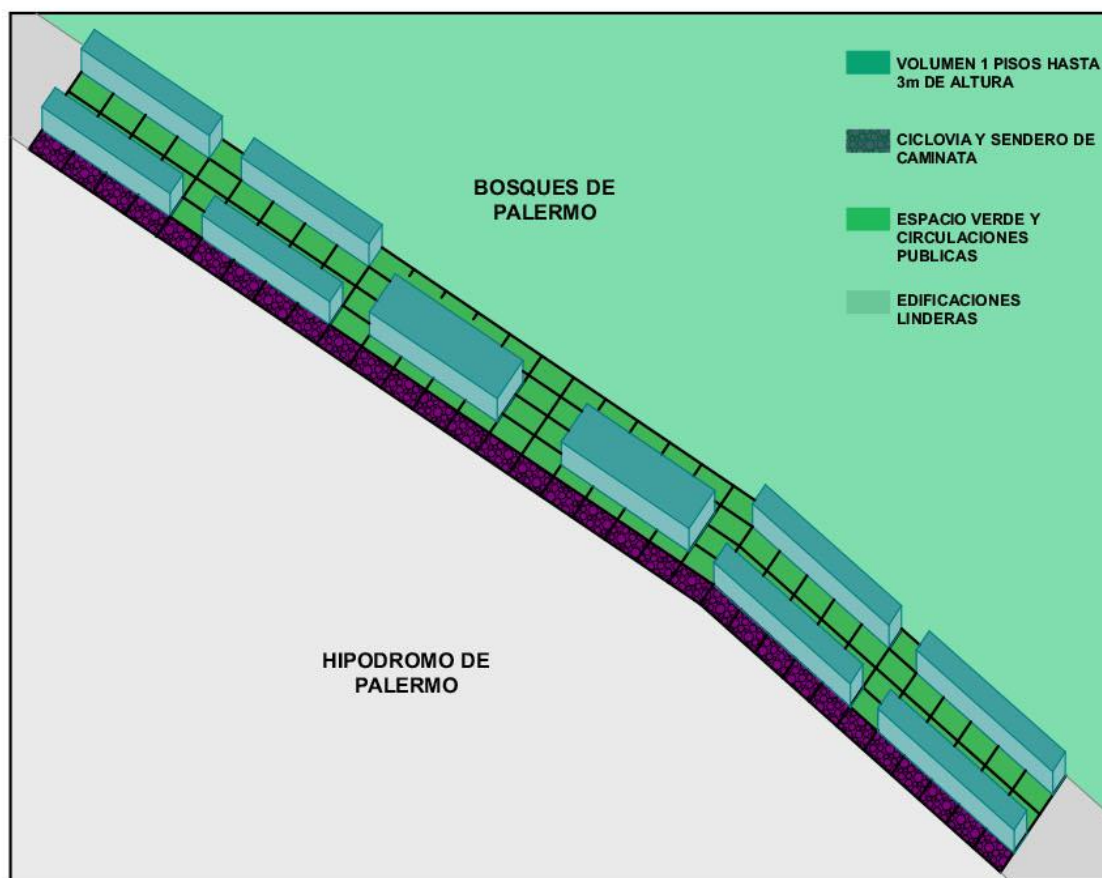 VOLUMEN 1 PISOS HASTA
3m DE ALTURA
CICLOVIA Y SENDERO DE
CAMINATA
BOSQUES DE
PALERMO
ESPACIO VERDE Y
CIRCULACIONES
PUBLICAS
EDIFICACIONES
LINDERAS
HIPODROMO DE
PALERMO